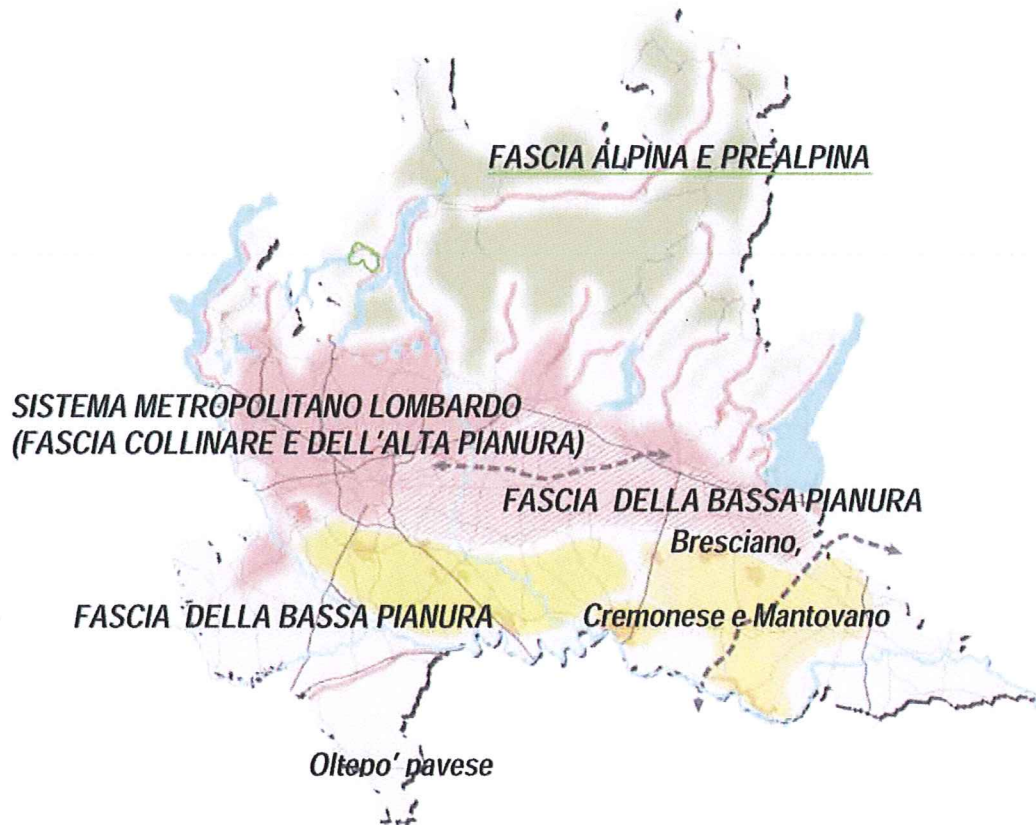 FASCIA ALPINA E PREALPINA
SISTEMA METROPOLITANO LOMBARDO
(FASCIA COLLINARE E DELL'ALTA PIANURA)
FASCIA DELLA BASSA PIANURA
Bresciano,
FASCIA DELLA BASSA PIANURA
Cremonese e Mantovano
Oltepo' pavese